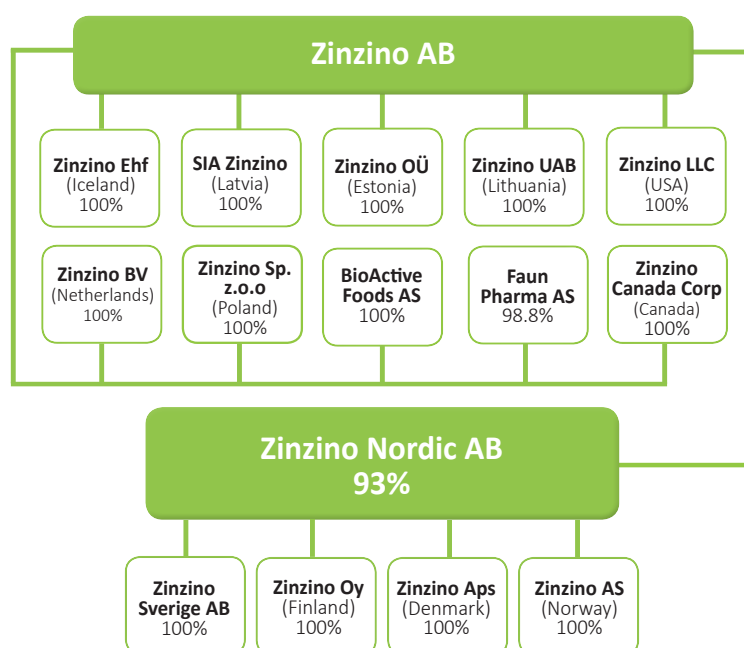 Zinzino AB
Zinzino Ehf
(Iceland)
100%
SIA Zinzino
(Latvia)
100%
Zinzino OÜ
(Estonia)
100%
Zinzino UAB
(Lithuania)
100%
Zinzino LLC
(USA)
100%
Zinzino BV
(Netherlands)
100%
Zinzino Sp.
z.o.o
(Poland)
100%
BioActive
Foods AS
100%
Faun
Pharma AS
98.8%
Zinzino
Canada Corp
(Canada)
100%
Zinzino Nordic AB
93%
Zinzino
Sverige AB
100%
Zinzino Oy
(Finland)
100%
Zinzino Aps
(Denmark)
100%
Zinzino AS
(Norway)
100%